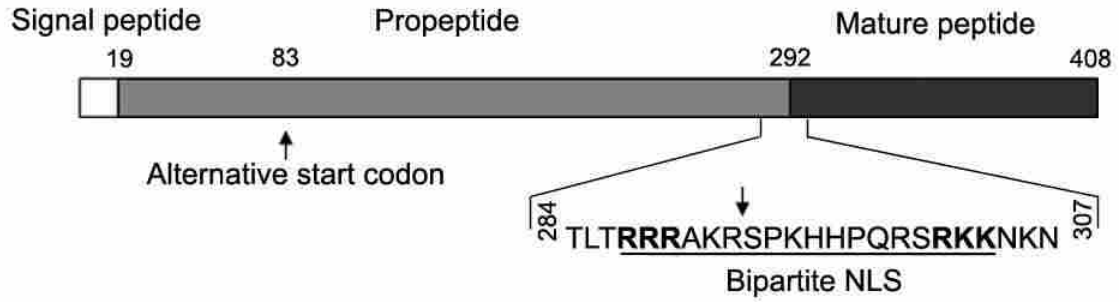 Signal peptide Propeptide Mature peptide
19 83 292 408
Alternative start codon
284 TLTRRRAKRSPKHHPQRSRKKNKN 307
Bipartite NLS